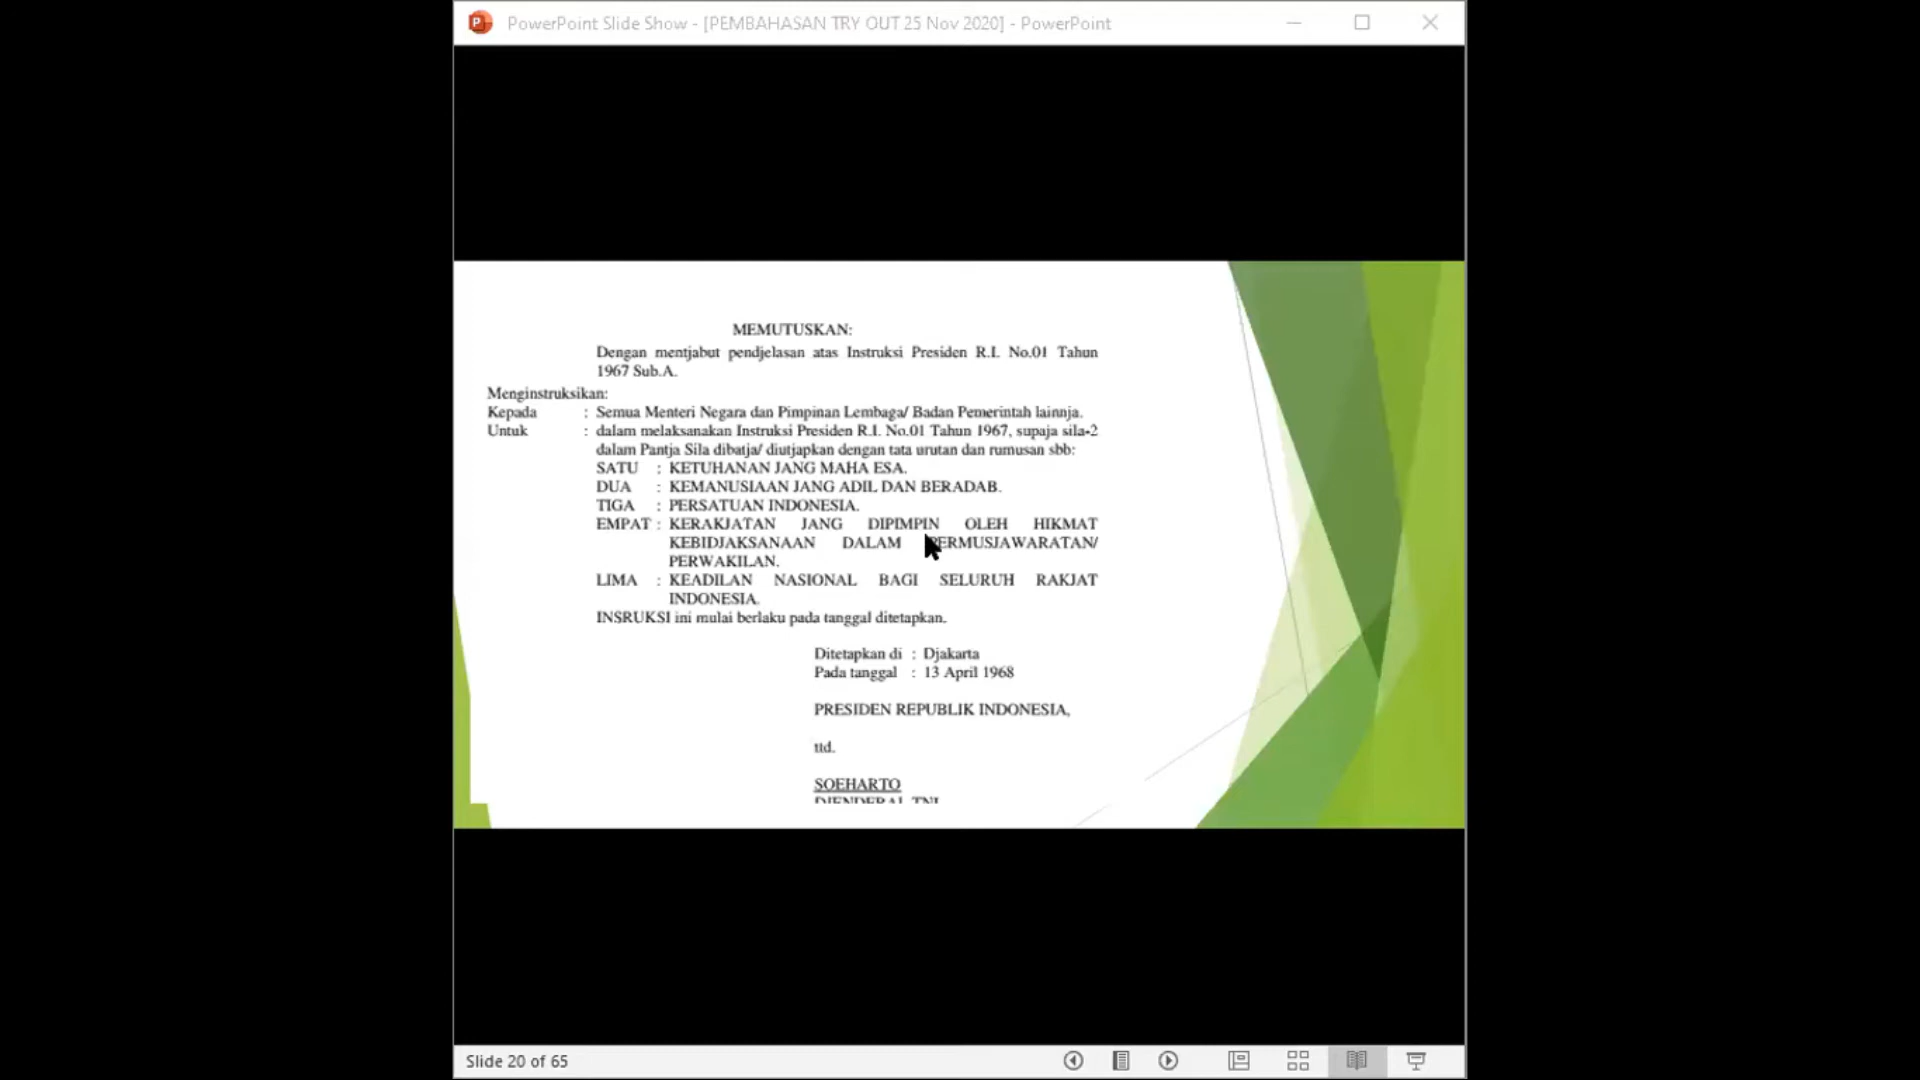 PowerPoint Slide Show - [PEMBAHASAN TRY OUT 25 Nov 2020] - PowerPoint
MEMUTUSKAN:
Dengan mentjabut pendjelasan atas Instruksi Presiden R.I. No.01 Tahun
1967 Sub.A.
Menginstruksikan:
Kepada : Semua Menteri Negara dan Pimpinan Lembaga/ Badan Pemerintah lainnja.
Untuk : dalam melaksanakan Instruksi Presiden R.I. No.01 Tahun 1967, supaja sila-2
dalam Pantja Sila dibatja/ diutjapkan dengan tata urutan dan rumusan sbb:
SATU : KETUHANAN JANG MAHA ESA.
DUA : KEMANUSIAAN JANG ADIL DAN BERADAB.
TIGA : PERSATUAN INDONESIA.
EMPAT : KERAKJATAN JANG DIPIMPIN OLEH HIKMAT
KEBIDJAKSANAAN DALAM PERMUSJAWARATAN/
PERWAKILAN.
LIMA : KEADILAN NASIONAL BAGI SELURUH RAKJAT
INDONESIA.
INSRUKSI ini mulai berlaku pada tanggal ditetapkan.
Ditetapkan di : Djakarta
Pada tanggal : 13 April 1968
PRESIDEN REPUBLIK INDONESIA,
ttd.
SOEHARTO
DJENDERAL TNI
Slide 20 of 65